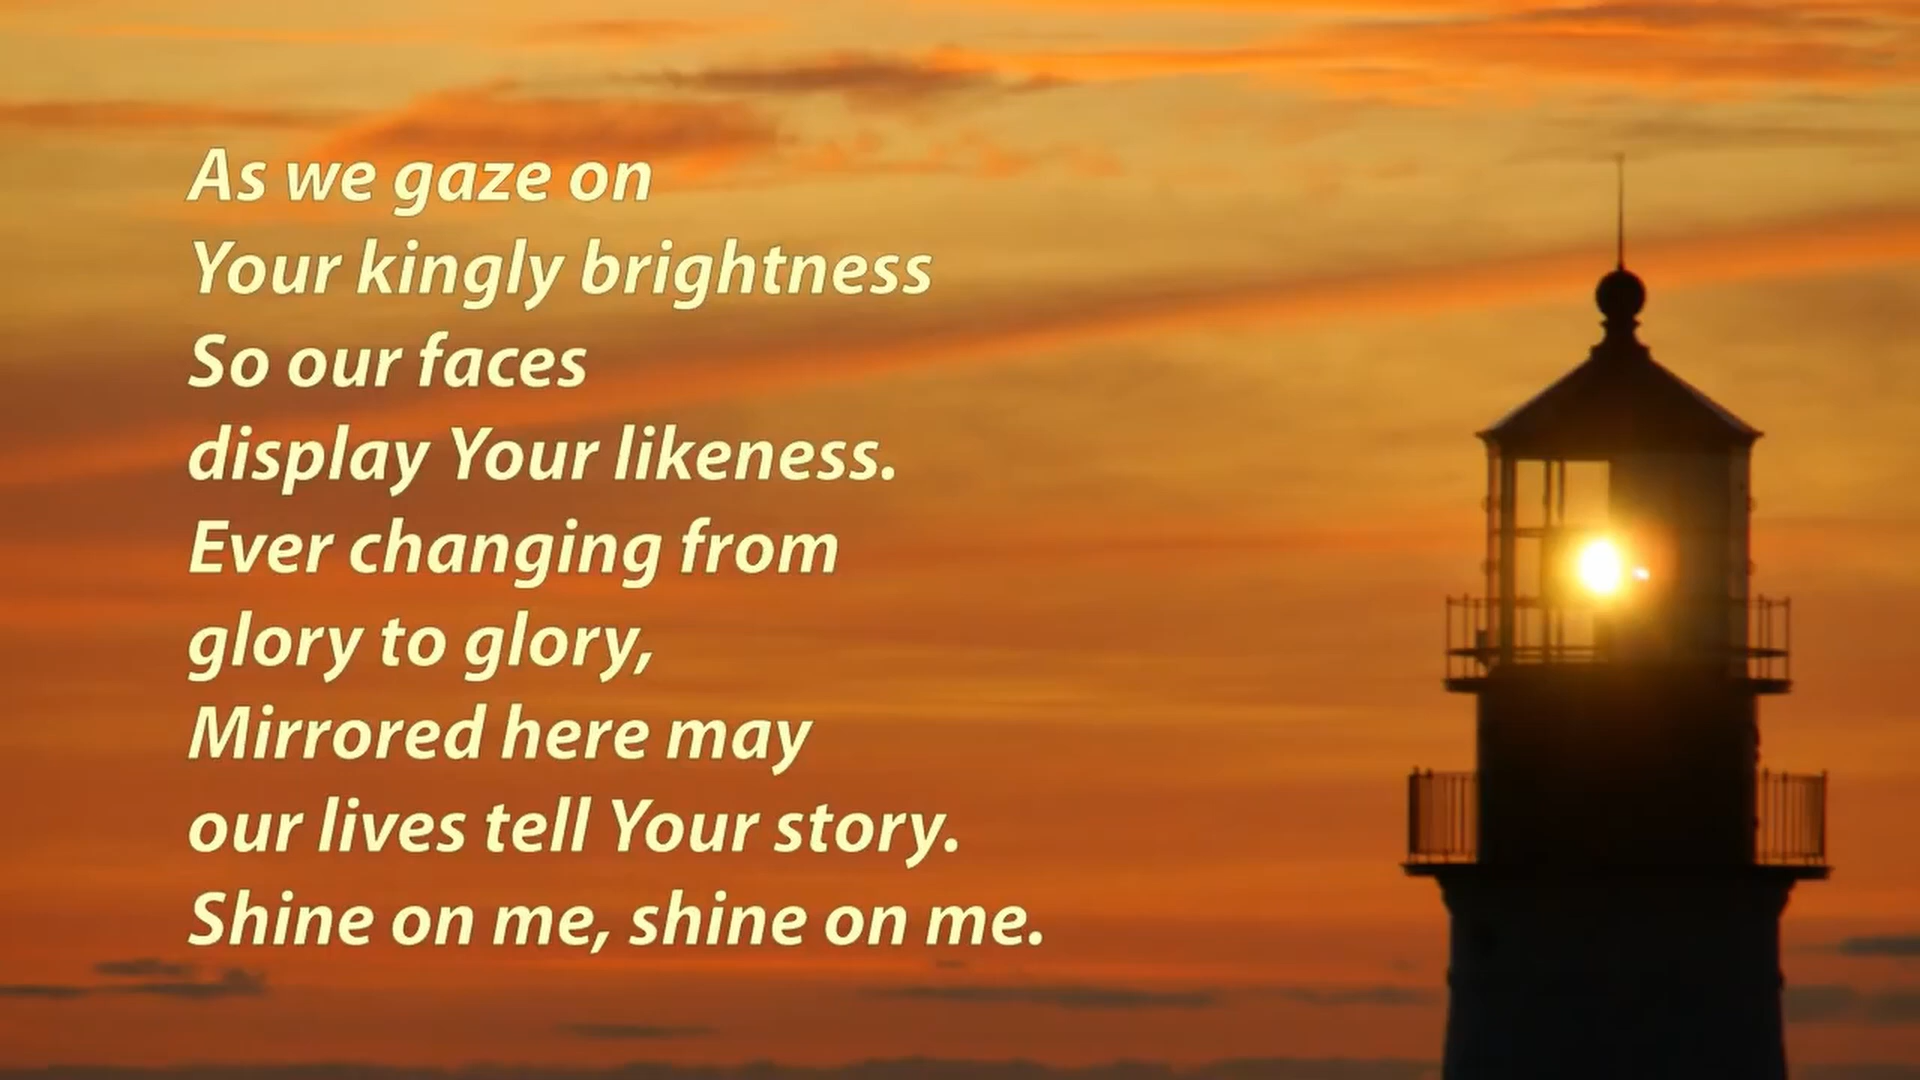 As we gaze on
Your kingly brightness
So our faces
display Your likeness.
Ever changing from
glory to glory,
Mirrored here may
our lives tell Your story.
Shine on me, shine on me.